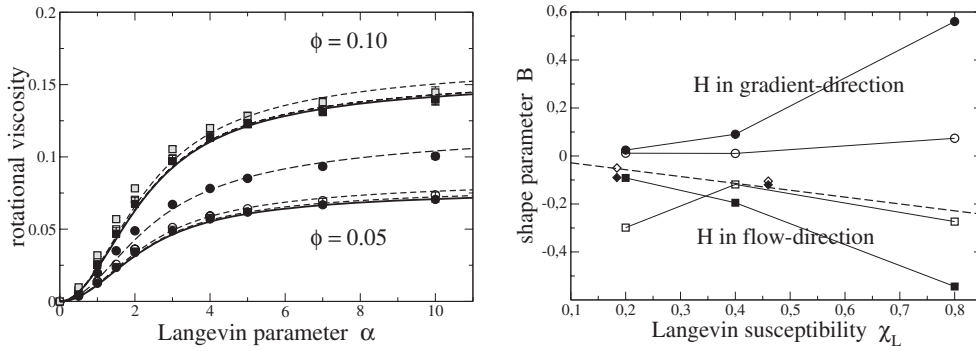 0.2
ϕ = 0.10
0.15
0.1
ϕ = 0.05
0.05
0
rotational viscosity
0 2 4 6 8 10
Langevin parameter α
0,6
0,4
H in gradient-direction
0,2
0
-0.2
H in flow-direction
-0.4
shape parameter B
0,1 0,2 0,3 0,4 0,5 0,6 0,7 0,8
Langevin susceptibility χL